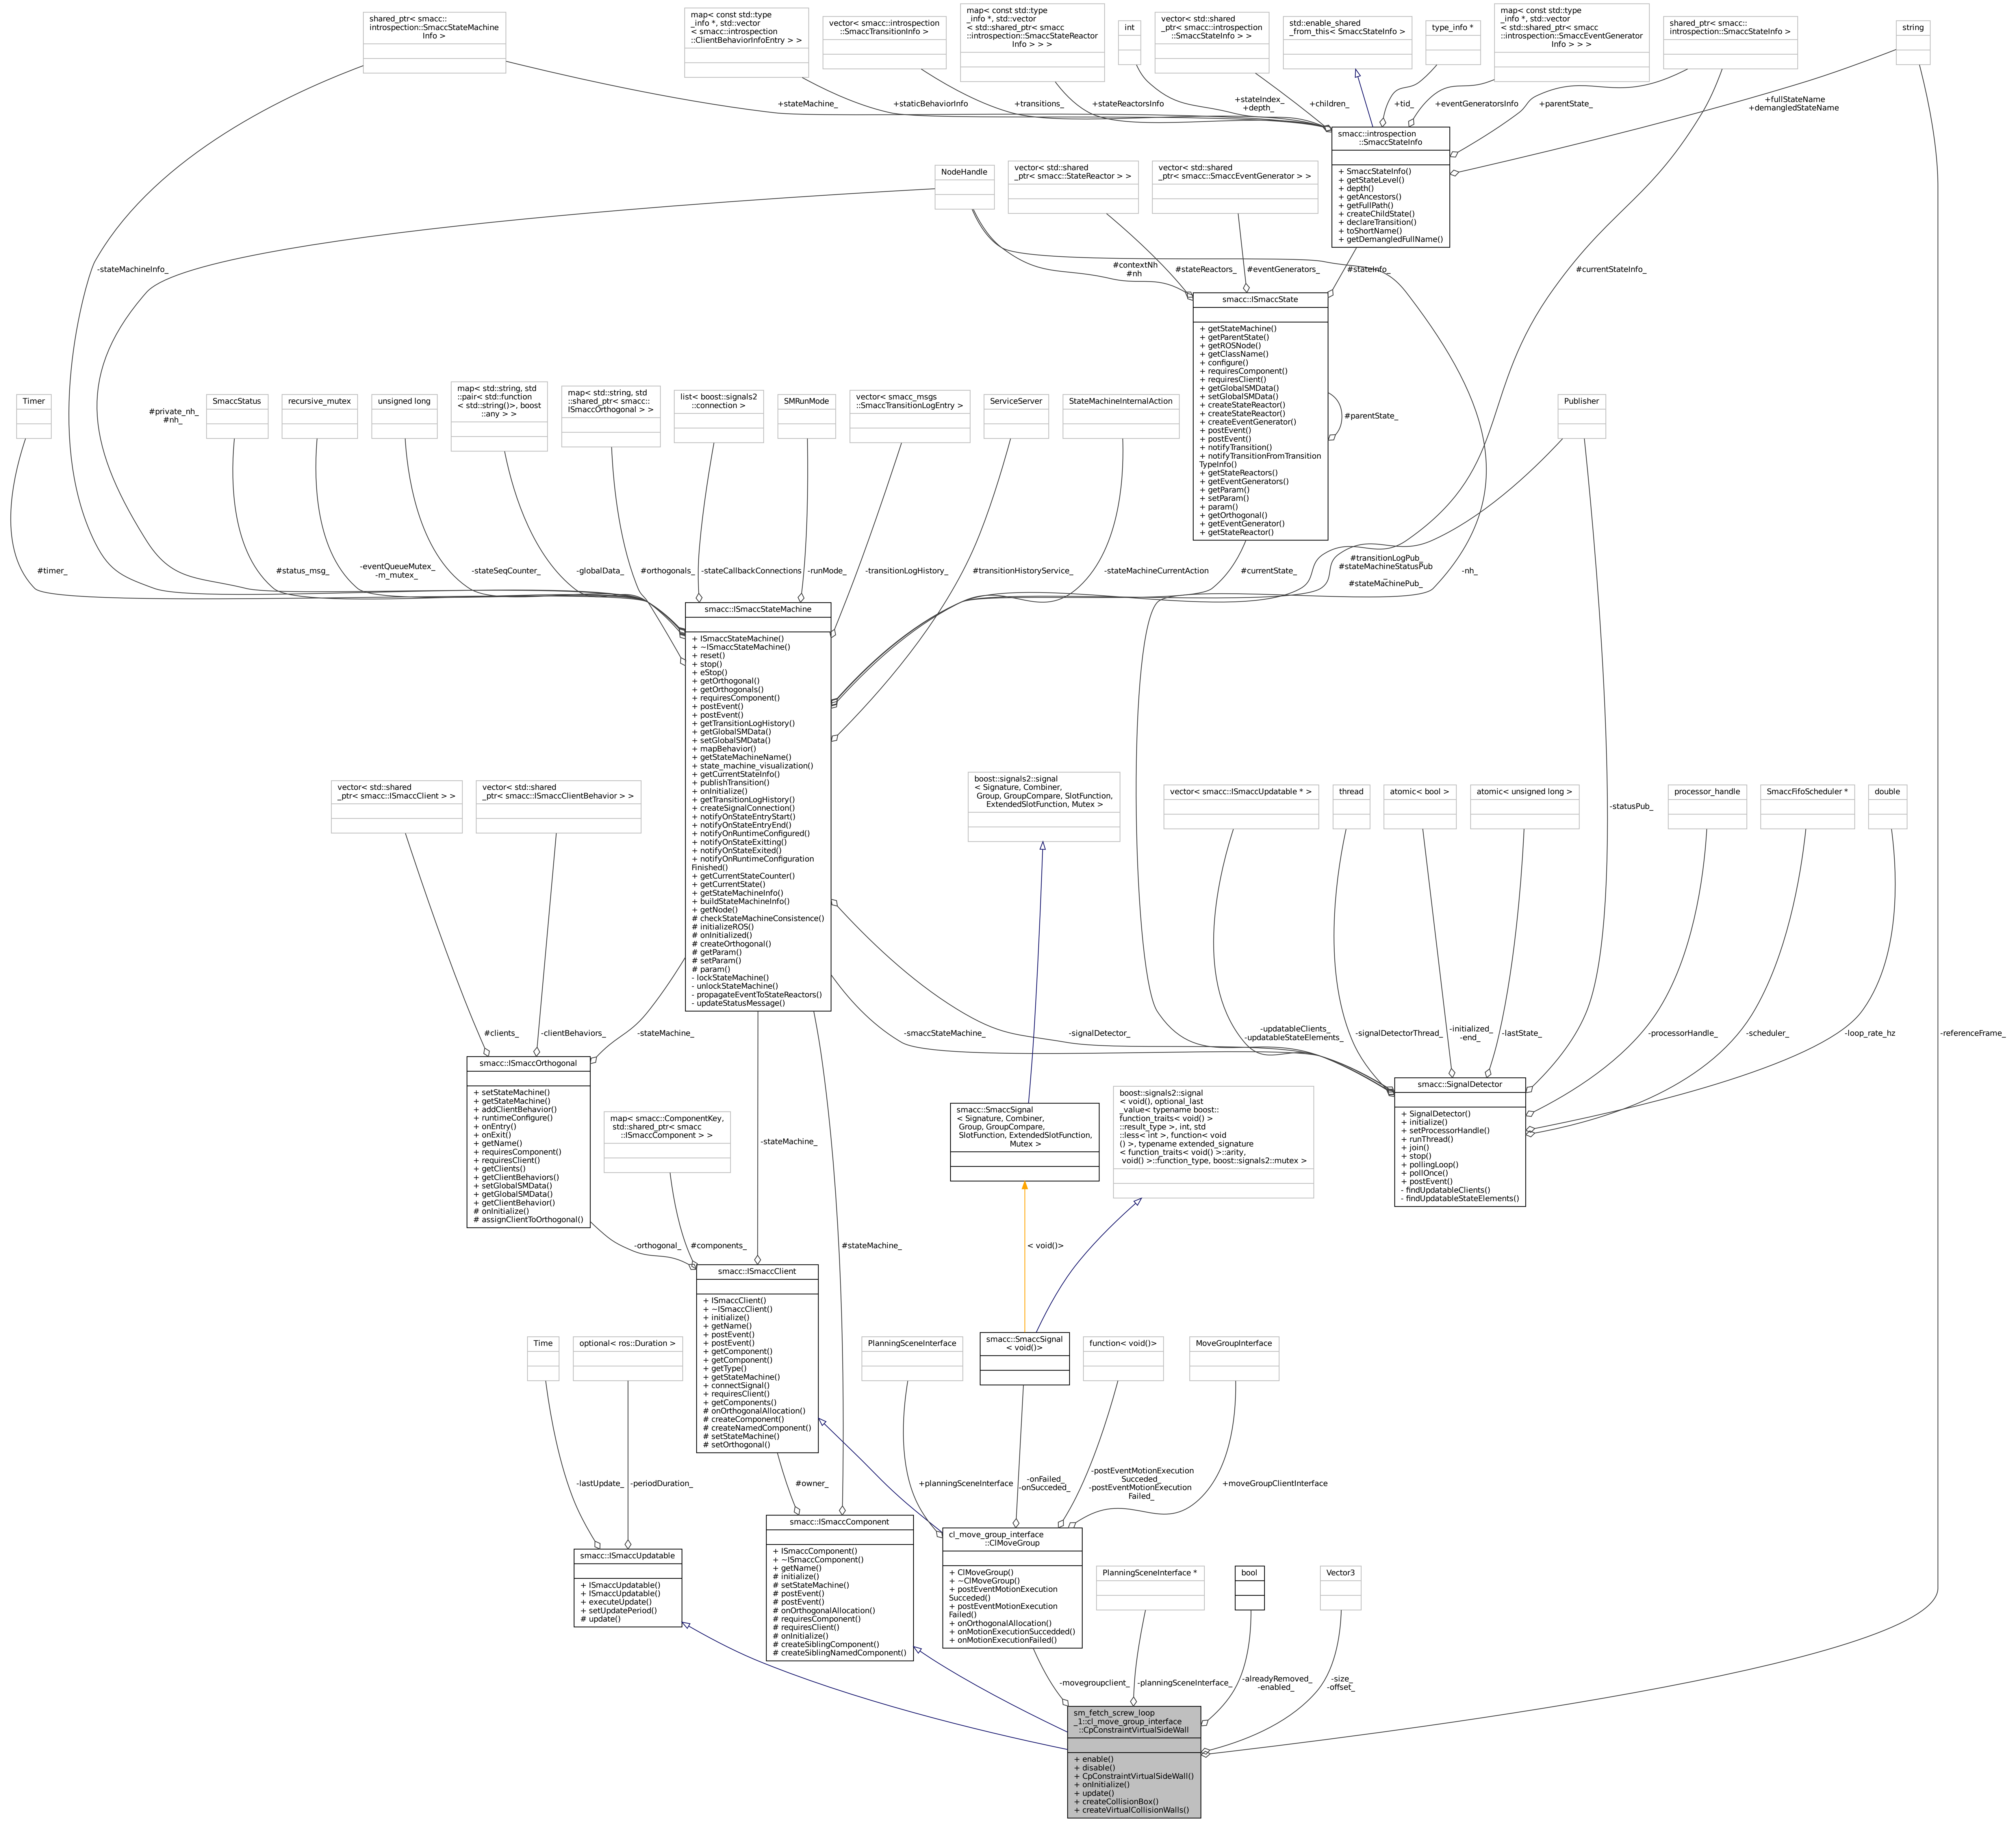 shared_ptr< smacc::
introspection::SmaccStateMachine
Info >
map< const std::type
_info *, std::vector
< smacc::introspection
::ClientBehaviorInfoEntry > >
vector< smacc::introspection
::SmaccTransitionInfo >
map< const std::type
_info *, std::vector
< std::shared_ptr< smacc
::introspection::SmaccStateReactor
Info > > >
int
vector< std::shared
_ptr< smacc::introspection
::SmaccStateInfo > >
std::enable_shared
_from_this< SmaccStateInfo >
type_info *
map< const std::type
_info *, std::vector
< std::shared_ptr< smacc
::introspection::SmaccEventGenerator
Info > > >
shared_ptr< smacc::
introspection::SmaccStateInfo >
string
+stateMachine_
+staticBehaviorInfo
+transitions_
+stateReactorsInfo
+stateIndex_
+depth_
+children_
+tid_
+eventGeneratorsInfo
+parentState_
+fullStateName
+demangledStateName
smacc::introspection
::SmaccStateInfo
+ SmaccStateInfo()
+ getStateLevel()
+ depth()
+ getAncestors()
+ getFullPath()
+ createChildState()
+ declareTransition()
+ toShortName()
+ getDemangledFullName()
NodeHandle
vector< std::shared
_ptr< smacc::StateReactor > >
vector< std::shared
_ptr< smacc::SmaccEventGenerator > >
-stateMachineInfo_
#contextNh
#nh
#stateReactors_
#eventGenerators_
#stateInfo_
#currentStateInfo_
smacc::ISmaccState
+ getStateMachine()
+ getParentState()
+ getROSNode()
+ getClassName()
+ configure()
+ requiresComponent()
+ requiresClient()
+ getGlobalSMData()
+ setGlobalSMData()
+ createStateReactor()
+ createStateReactor()
+ createEventGenerator()
+ postEvent()
+ postEvent()
+ notifyTransition()
+ notifyTransitionFromTransition
TypeInfo()
+ getStateReactors()
+ getEventGenerators()
+ getParam()
+ setParam()
+ param()
+ getOrthogonal()
+ getEventGenerator()
+ getStateReactor()
#parentState_
Timer
#private_nh_
#nh_
SmaccStatus
recursive_mutex
unsigned long
map< std::string, std
::pair< std::function
< std::string()>, boost
::any > >
map< std::string, std
::shared_ptr< smacc::
ISmaccOrthogonal > >
list< boost::signals2
::connection >
SMRunMode
vector< smacc_msgs
::SmaccTransitionLogEntry >
ServiceServer
StateMachineInternalAction
Publisher
#timer_
#status_msg_
-eventQueueMutex_
-m_mutex_
-stateSeqCounter_
-globalData_
#orthogonals_
-stateCallbackConnections
-runMode_
-transitionLogHistory_
#transitionHistoryService_
-stateMachineCurrentAction
#currentState_
#transitionLogPub_
#stateMachineStatusPub
_
#stateMachinePub_
-nh_
smacc::ISmaccStateMachine
+ ISmaccStateMachine()
+ ~ISmaccStateMachine()
+ reset()
+ stop()
+ eStop()
+ getOrthogonal()
+ getOrthogonals()
+ requiresComponent()
+ postEvent()
+ postEvent()
+ getTransitionLogHistory()
+ getGlobalSMData()
+ setGlobalSMData()
+ mapBehavior()
+ getStateMachineName()
+ state_machine_visualization()
+ getCurrentStateInfo()
+ publishTransition()
+ onInitialize()
+ getTransitionLogHistory()
+ createSignalConnection()
+ notifyOnStateEntryStart()
+ notifyOnStateEntryEnd()
+ notifyOnRuntimeConfigured()
+ notifyOnStateExitting()
+ notifyOnStateExited()
+ notifyOnRuntimeConfiguration
Finished()
+ getCurrentStateCounter()
+ getCurrentState()
+ getStateMachineInfo()
+ buildStateMachineInfo()
+ getNode()
# checkStateMachineConsistence()
# initializeROS()
# onInitialized()
# createOrthogonal()
# getParam()
# setParam()
# param()
- lockStateMachine()
- unlockStateMachine()
- propagateEventToStateReactors()
- updateStatusMessage()
vector< std::shared
_ptr< smacc::ISmaccClient > >
vector< std::shared
_ptr< smacc::ISmaccClientBehavior > >
boost::signals2::signal
< Signature, Combiner,
Group, GroupCompare, SlotFunction,
ExtendedSlotFunction, Mutex >
vector< smacc::ISmaccUpdatable * >
thread
atomic< bool >
atomic< unsigned long >
-statusPub_
processor_handle
SmaccFifoScheduler *
double
#clients_
-clientBehaviors_
-stateMachine_
-smaccStateMachine_
-signalDetector_
-updatableClients_
-updatableStateElements_
-signalDetectorThread_
-initialized_
-end_
-lastState_
-processorHandle_
-scheduler_
-loop_rate_hz
-referenceFrame_
smacc::ISmaccOrthogonal
+ setStateMachine()
+ getStateMachine()
+ addClientBehavior()
+ runtimeConfigure()
+ onEntry()
+ onExit()
+ getName()
+ requiresComponent()
+ requiresClient()
+ getClients()
+ getClientBehaviors()
+ setGlobalSMData()
+ getGlobalSMData()
+ getClientBehavior()
# onInitialize()
# assignClientToOrthogonal()
map< smacc::ComponentKey,
std::shared_ptr< smacc
::ISmaccComponent > >
-stateMachine_
smacc::SmaccSignal
< Signature, Combiner,
Group, GroupCompare,
SlotFunction, ExtendedSlotFunction,
Mutex >
boost::signals2::signal
< void(), optional_last
_value< typename boost::
function_traits< void() >
::result_type >, int, std
::less< int >, function< void
() >, typename extended_signature
< function_traits< void() >::arity,
void() >::function_type, boost::signals2::mutex >
smacc::SignalDetector
+ SignalDetector()
+ initialize()
+ setProcessorHandle()
+ runThread()
+ join()
+ stop()
+ pollingLoop()
+ pollOnce()
+ postEvent()
- findUpdatableClients()
- findUpdatableStateElements()
-orthogonal_
#components_
#stateMachine_
< void()>
smacc::ISmaccClient
+ ISmaccClient()
+ ~ISmaccClient()
+ initialize()
+ getName()
+ postEvent()
+ postEvent()
+ getComponent()
+ getComponent()
+ getType()
+ getStateMachine()
+ connectSignal()
+ requiresClient()
+ getComponents()
# onOrthogonalAllocation()
# createComponent()
# createNamedComponent()
# setStateMachine()
# setOrthogonal()
Time
optional< ros::Duration >
PlanningSceneInterface
smacc::SmaccSignal
< void()>
function< void()>
MoveGroupInterface
-lastUpdate_
-periodDuration_
#owner_
+planningSceneInterface
-onFailed_
-onSucceded_
-postEventMotionExecution
Succeded_
-postEventMotionExecution
Failed_
+moveGroupClientInterface
smacc::ISmaccUpdatable
+ ISmaccUpdatable()
+ ISmaccUpdatable()
+ executeUpdate()
+ setUpdatePeriod()
# update()
smacc::ISmaccComponent
+ ISmaccComponent()
+ ~ISmaccComponent()
+ getName()
# initialize()
# setStateMachine()
# postEvent()
# postEvent()
# onOrthogonalAllocation()
# requiresComponent()
# requiresClient()
# onInitialize()
# createSiblingComponent()
# createSiblingNamedComponent()
cl_move_group_interface
::ClMoveGroup
+ ClMoveGroup()
+ ~ClMoveGroup()
+ postEventMotionExecution
Succeded()
+ postEventMotionExecution
Failed()
+ onOrthogonalAllocation()
+ onMotionExecutionSuccedded()
+ onMotionExecutionFailed()
PlanningSceneInterface *
bool
Vector3
-movegroupclient_
-planningSceneInterface_
-alreadyRemoved_
-enabled_
-size_
-offset_
sm_fetch_screw_loop
_1::cl_move_group_interface
::CpConstraintVirtualSideWall
+ enable()
+ disable()
+ CpConstraintVirtualSideWall()
+ onInitialize()
+ update()
+ createCollisionBox()
+ createVirtualCollisionWalls()